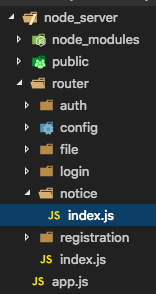 node_server
node_modules
public
router
auth
config
file
login
notice
JS index.js
registration
JS index.js
JS app.js